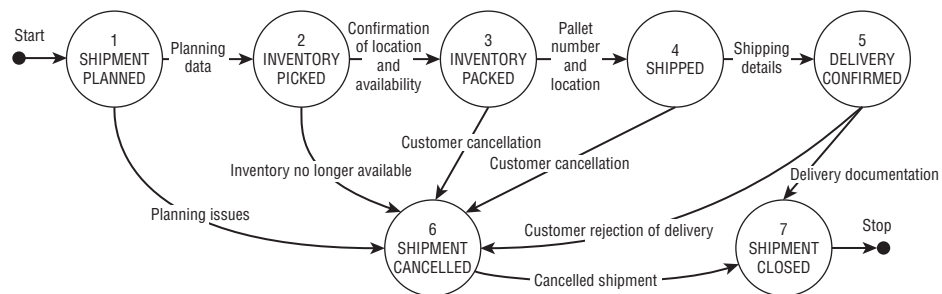 Start
1
SHIPMENT
PLANNED
Planning
data
2
INVENTORY
PICKED
Confirmation
of location
and
availability
3
INVENTORY
PACKED
Pallet
number
and
location
4
SHIPPED
Shipping
details
5
DELIVERY
CONFIRMED
Customer cancellation
Customer cancellation
Inventory no longer available
Delivery documentation
Planning issues
6
SHIPMENT
CANCELLED
Customer rejection of delivery
7
SHIPMENT
CLOSED
Stop
Cancelled shipment